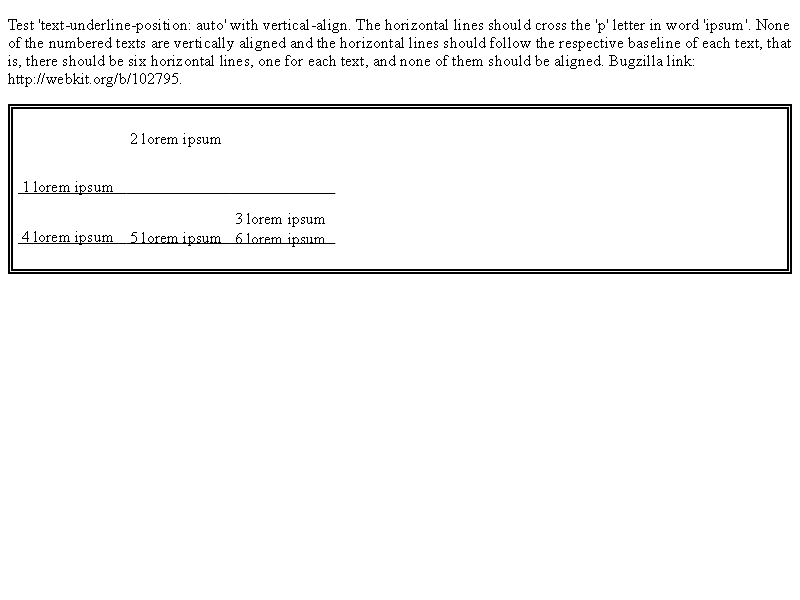 Test 'text-underline-position: auto' with vertical-align. The horizontal lines should cross the 'p' letter in word 'ipsum'. None
of the numbered texts are vertically aligned and the horizontal lines should follow the respective baseline of each text, that
is, there should be six horizontal lines, one for each text, and none of them should be aligned. Bugzilla link:
http://webkit.org/b/102795.
2 lorem ipsum
1 lorem ipsum
3 lorem ipsum
4 lorem ipsum 5 lorem ipsum 6 lorem ipsum